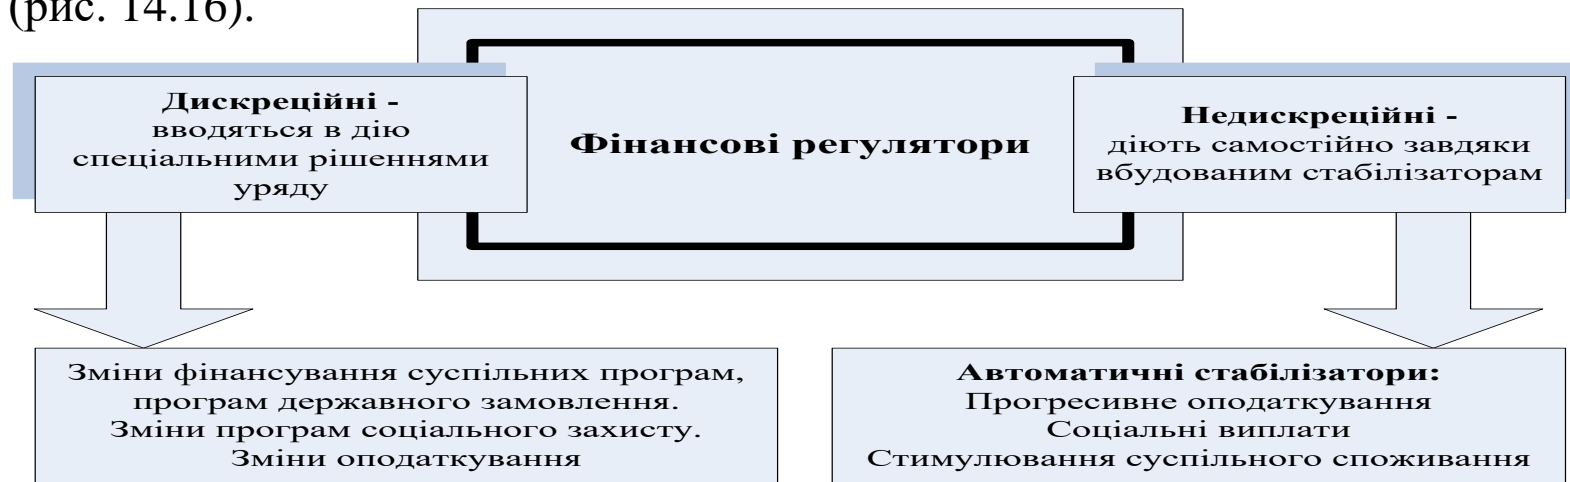 (рис. 14.16).
Дискреційні -
вводяться в дію
спеціальними рішеннями
уряду
Фінансові регулятори
Недискреційні -
діють самостійно завдяки
вбудованим стабілізаторам
Зміни фінансування суспільних програм,
програм державного замовлення.
Зміни програм соціального захисту.
Зміни оподаткування
Автоматичні стабілізатори:
Прогресивне оподаткування
Соціальні виплати
Стимулювання суспільного споживання